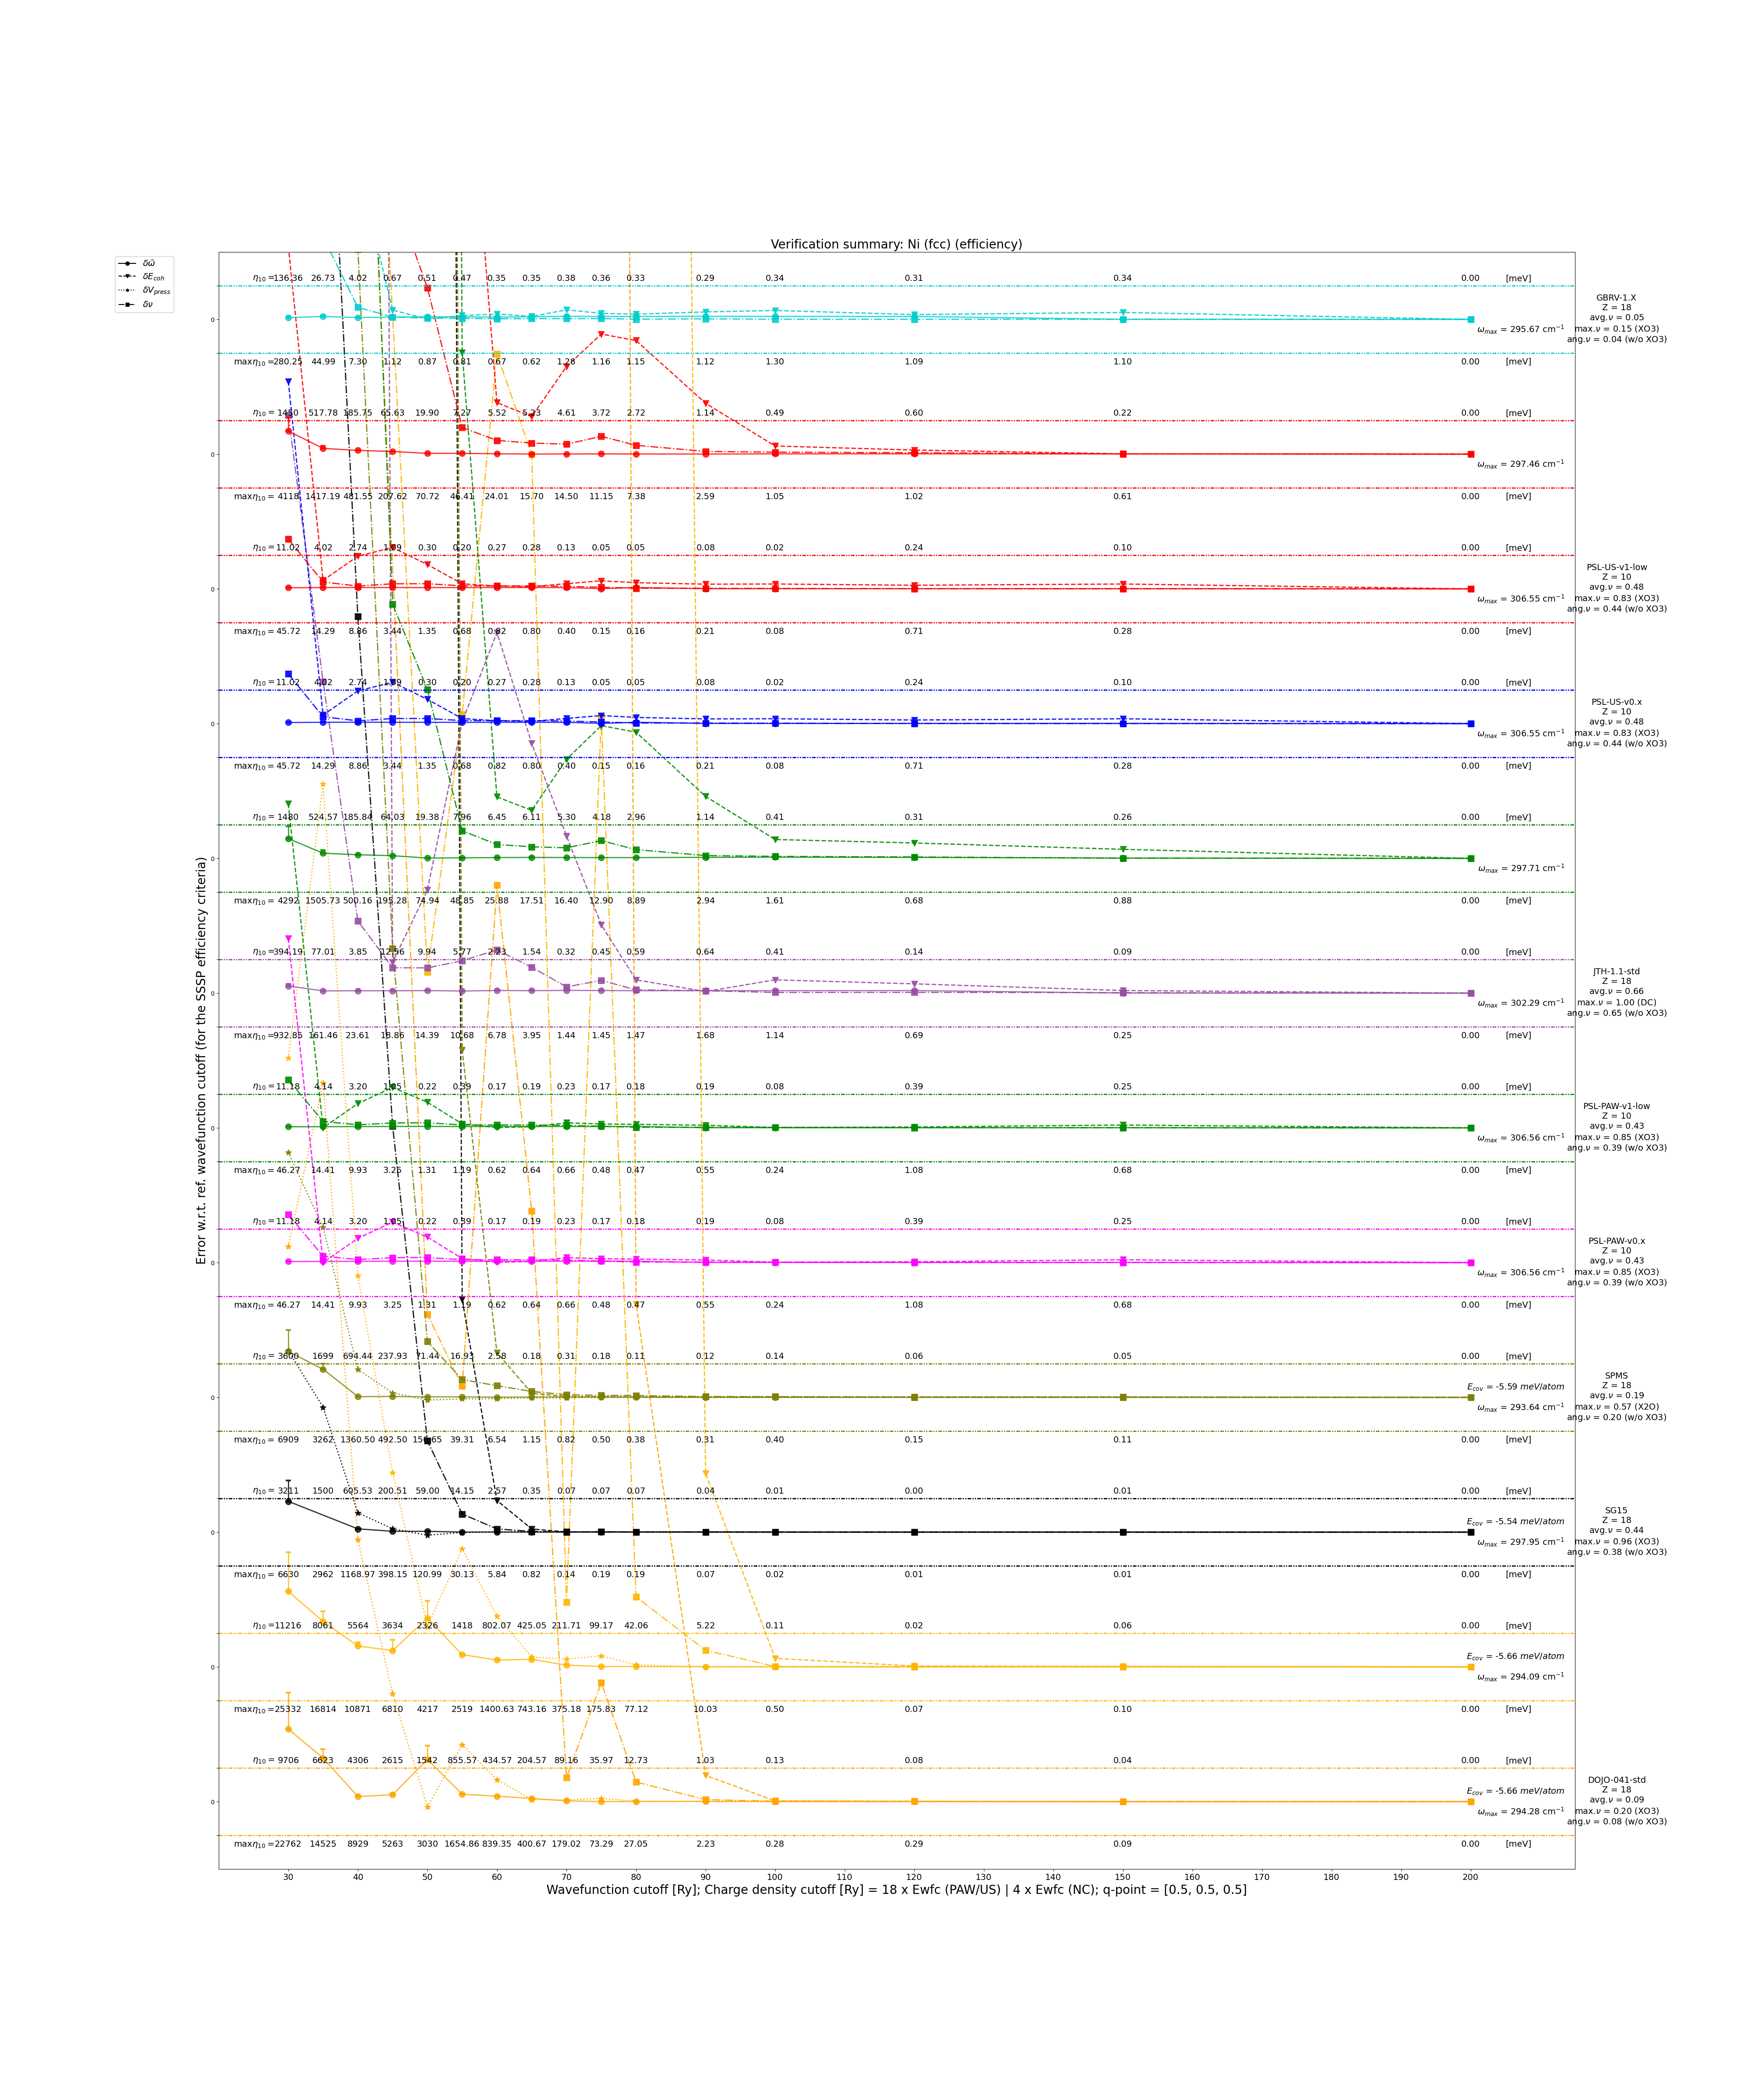 Verification summary: Ni (fcc) (efficiency)
δω̃
δE_coh
δV_press
δν
Error w.r.t. ref. wavefunction cutoff (for the SSSP efficiency criteria)
η₁₀ = 136.36 26.73 4.02 0.67 0.51 0.47 0.35 0.35 0.38 0.36 0.33 0.29 0.34 0.31 0.34 0.00 [meV]
GBRV-1.X
Z = 18
avg.ν = 0.05
0
ω_max = 295.67 cm⁻¹ max.ν = 0.15 (XO3)
ang.ν = 0.04 (w/o XO3)
maxη₁₀ = 280.25 44.99 7.30 1.12 0.87 0.81 0.67 0.62 1.28 1.16 1.15 1.12 1.30 1.09 1.10 0.00 [meV]
η₁₀ = 1450 517.78 185.75 65.63 19.90 7.27 5.52 5.23 4.61 3.72 2.72 1.14 0.49 0.60 0.22 0.00 [meV]
0
ω_max = 297.46 cm⁻¹
maxη₁₀ = 4118 1417.19 481.55 207.62 70.72 46.41 24.01 15.70 14.50 11.15 7.38 2.59 1.05 1.02 0.61 0.00 [meV]
η₁₀ = 11.02 4.02 2.74 1.89 0.30 0.20 0.27 0.28 0.13 0.05 0.05 0.08 0.02 0.24 0.10 0.00 [meV]
PSL-US-v1-low
Z = 10
avg.ν = 0.48
0
ω_max = 306.55 cm⁻¹ max.ν = 0.83 (XO3)
ang.ν = 0.44 (w/o XO3)
maxη₁₀ = 45.72 14.29 8.86 3.44 1.35 0.68 0.82 0.80 0.40 0.15 0.16 0.21 0.08 0.71 0.28 0.00 [meV]
η₁₀ = 11.02 4.02 2.74 1.89 0.30 0.20 0.27 0.28 0.13 0.05 0.05 0.08 0.02 0.24 0.10 0.00 [meV]
PSL-US-v0.x
Z = 10
avg.ν = 0.48
0
ω_max = 306.55 cm⁻¹ max.ν = 0.83 (XO3)
ang.ν = 0.44 (w/o XO3)
maxη₁₀ = 45.72 14.29 8.86 3.44 1.35 0.68 0.82 0.80 0.40 0.15 0.16 0.21 0.08 0.71 0.28 0.00 [meV]
η₁₀ = 1480 524.57 185.84 64.03 19.38 7.96 6.45 6.11 5.30 4.18 2.96 1.14 0.41 0.31 0.26 0.00 [meV]
0
ω_max = 297.71 cm⁻¹
maxη₁₀ = 4292 1505.73 500.16 195.28 74.94 48.85 25.88 17.51 16.40 12.90 8.89 2.94 1.61 0.68 0.88 0.00 [meV]
η₁₀ = 394.19 77.01 3.85 9.94 5.77 2.23 1.54 0.32 0.45 0.59 0.64 0.41 0.14 0.09 0.00 [meV]
JTH-1.1-std
Z = 18
avg.ν = 0.66
0
ω_max = 302.29 cm⁻¹ max.ν = 1.00 (DC)
ang.ν = 0.65 (w/o XO3)
maxη₁₀ = 932.85 161.46 23.61 18.86 14.39 10.68 6.78 3.95 1.44 1.45 1.47 1.68 1.14 0.69 0.25 0.00 [meV]
η₁₀ = 11.18 4.14 3.20 1.05 0.22 0.39 0.17 0.19 0.23 0.17 0.18 0.19 0.08 0.39 0.25 0.00 [meV]
PSL-PAW-v1-low
Z = 10
avg.ν = 0.43
0
ω_max = 306.56 cm⁻¹ max.ν = 0.85 (XO3)
ang.ν = 0.39 (w/o XO3)
maxη₁₀ = 46.27 14.41 9.93 3.25 1.31 1.19 0.62 0.64 0.66 0.48 0.47 0.55 0.24 1.08 0.68 0.00 [meV]
η₁₀ = 11.18 4.14 3.20 1.05 0.22 0.39 0.17 0.19 0.23 0.17 0.18 0.19 0.08 0.39 0.25 0.00 [meV]
PSL-PAW-v0.x
Z = 10
avg.ν = 0.43
0
ω_max = 306.56 cm⁻¹ max.ν = 0.85 (XO3)
ang.ν = 0.39 (w/o XO3)
maxη₁₀ = 46.27 14.41 9.93 3.25 1.31 1.19 0.62 0.64 0.66 0.48 0.47 0.55 0.24 1.08 0.68 0.00 [meV]
η₁₀ = 3600 1699 694.44 237.93 71.44 16.93 2.58 0.18 0.31 0.18 0.11 0.12 0.14 0.06 0.05 0.00 [meV]
SPMS
Z = 18
avg.ν = 0.19
E_cov = -5.59 meV/atom
0
ω_max = 293.64 cm⁻¹ max.ν = 0.57 (X2O)
ang.ν = 0.20 (w/o XO3)
maxη₁₀ = 6909 3262 1360.50 492.50 39.31 6.54 1.15 0.82 0.50 0.38 0.31 0.40 0.15 0.11 0.00 [meV]
η₁₀ = 3211 1500 200.51 59.00 14.15 2.57 0.35 0.07 0.07 0.07 0.04 0.01 0.00 0.01 0.00 [meV]
SG15
Z = 18
avg.ν = 0.44
E_cov = -5.54 meV/atom
0
ω_max = 297.95 cm⁻¹ max.ν = 0.96 (XO3)
ang.ν = 0.38 (w/o XO3)
maxη₁₀ = 6630 2962 1168.97 398.15 120.99 30.13 5.84 0.82 0.14 0.19 0.19 0.07 0.02 0.01 0.01 0.00 [meV]
η₁₀ = 11216 8061 5564 3634 2326 1418 802.07 425.05 211.71 99.17 42.06 5.22 0.11 0.02 0.06 0.00 [meV]
E_cov = -5.66 meV/atom
0
ω_max = 294.09 cm⁻¹
maxη₁₀ = 25332 16814 10871 6810 4217 2519 1400.63 743.16 375.18 175.83 77.12 10.03 0.50 0.07 0.10 0.00 [meV]
η₁₀ = 9706 6623 4306 2615 1542 855.57 434.57 204.57 89.16 35.97 12.73 1.03 0.13 0.08 0.04 0.00 [meV]
DOJO-041-std
Z = 18
avg.ν = 0.09
E_cov = -5.66 meV/atom
0
ω_max = 294.28 cm⁻¹ max.ν = 0.20 (XO3)
ang.ν = 0.08 (w/o XO3)
maxη₁₀ = 22762 14525 8929 5263 3030 1654.86 839.35 400.67 179.02 73.29 27.05 2.23 0.28 0.29 0.09 0.00 [meV]
30 40 50 60 70 80 90 100 110 120 130 140 150 160 170 180 190 200
Wavefunction cutoff [Ry]; Charge density cutoff [Ry] = 18 x Ewfc (PAW/US) | 4 x Ewfc (NC); q-point = [0.5, 0.5, 0.5]